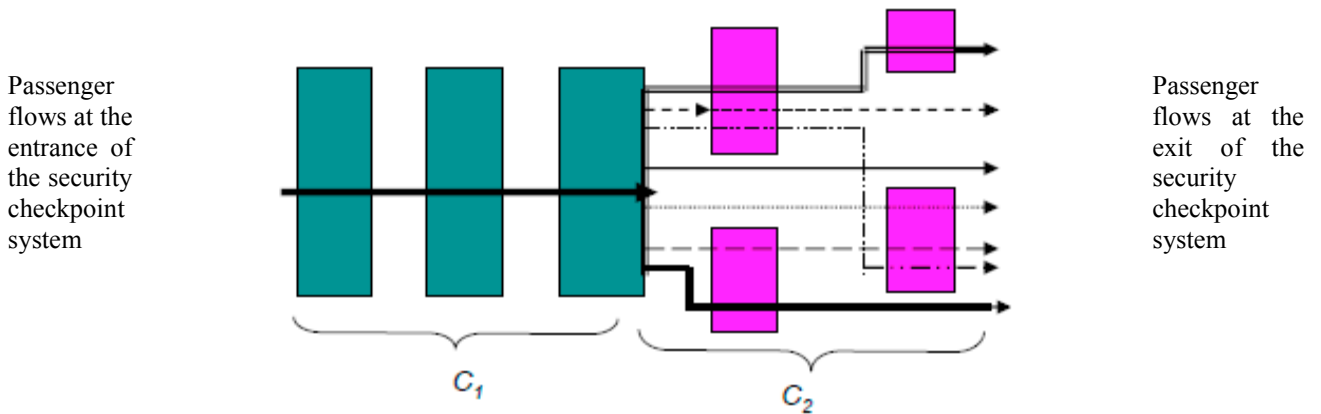 Passenger
flows at the
entrance of
the security
checkpoint
system
Passenger
flows at the
exit of the
security
checkpoint
system
C₁
C₂